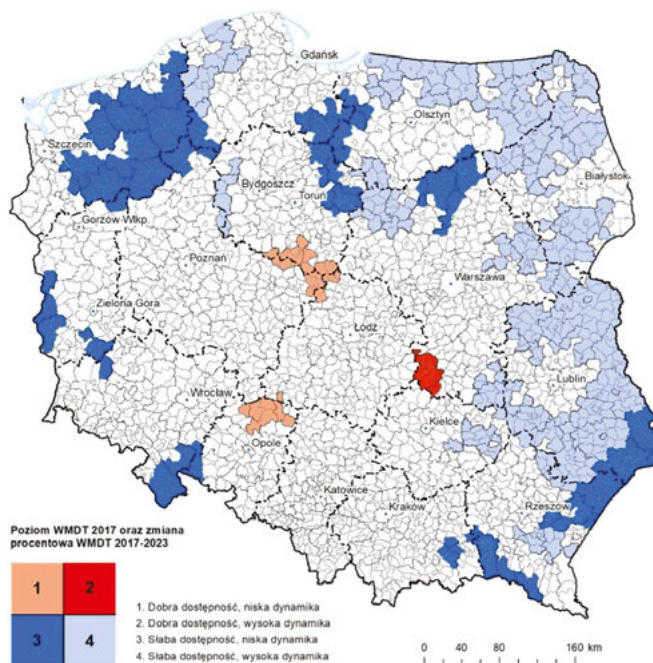 Gdańsk
Olsztyn
Szczecin
Białystok
Bydgoszcz
Toruń
Gorzów Wlkp.
Poznań
Warszawa
Zielona Góra
Łódź
Lublin
Wrocław
Kielce
Opole
Katowice
Kraków
Rzeszów
Poziom WMDT 2017 oraz zmiana
procentowa WMDT 2017-2023
1 2
3 4
1. Dobra dostępność, niska dynamika
2. Dobra dostępność, wysoka dynamika
3. Słaba dostępność, niska dynamika
4. Słaba dostępność, wysoka dynamika
0 40 80 160 km